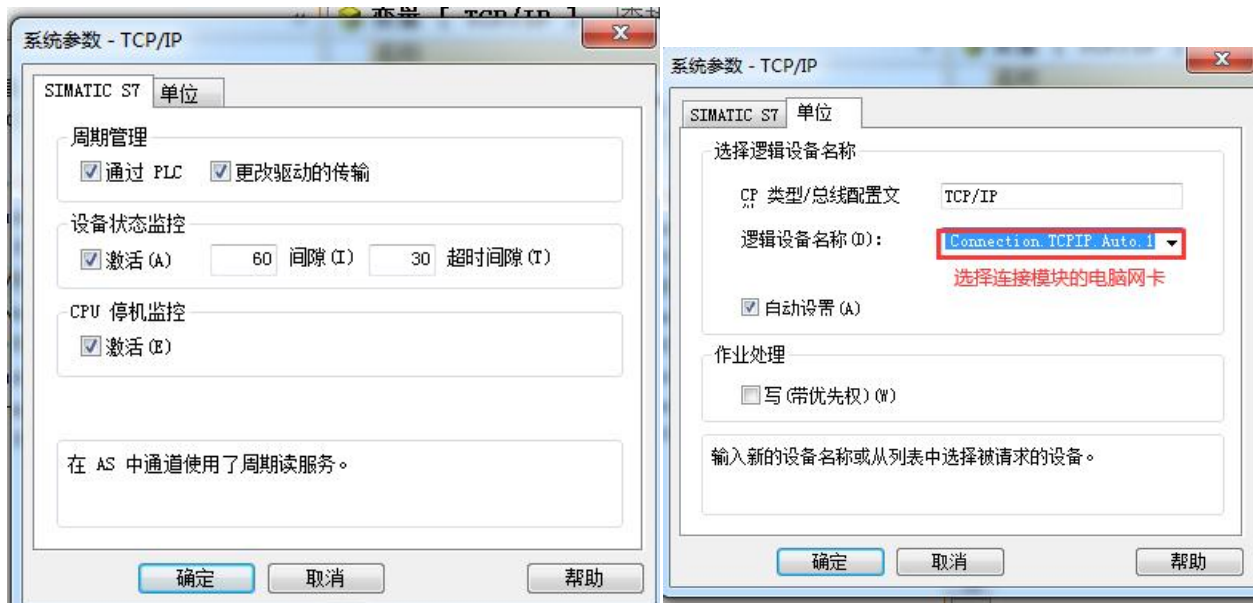 变量 [ TCP/IP ]
系统参数 - TCP/IP
SIMATIC S7 单位
周期管理
通过 PLC 更改驱动的传输
设备状态监控
激活(A) 60 间隙(I) 30 超时间隙(T)
CPU 停机监控
激活(E)
在 AS 中通道使用了周期读服务。
确定 取消 帮助
系统参数 - TCP/IP
SIMATIC S7 单位
选择逻辑设备名称
CP 类型/总线配置文 TCP/IP
逻辑设备名称(D): Connection.TCPIP.Auto.1
选择连接模块的电脑网卡
自动设置(A)
作业处理
写(带优先权)(W)
输入新的设备名称或从列表中选择被请求的设备。
确定 取消 帮助